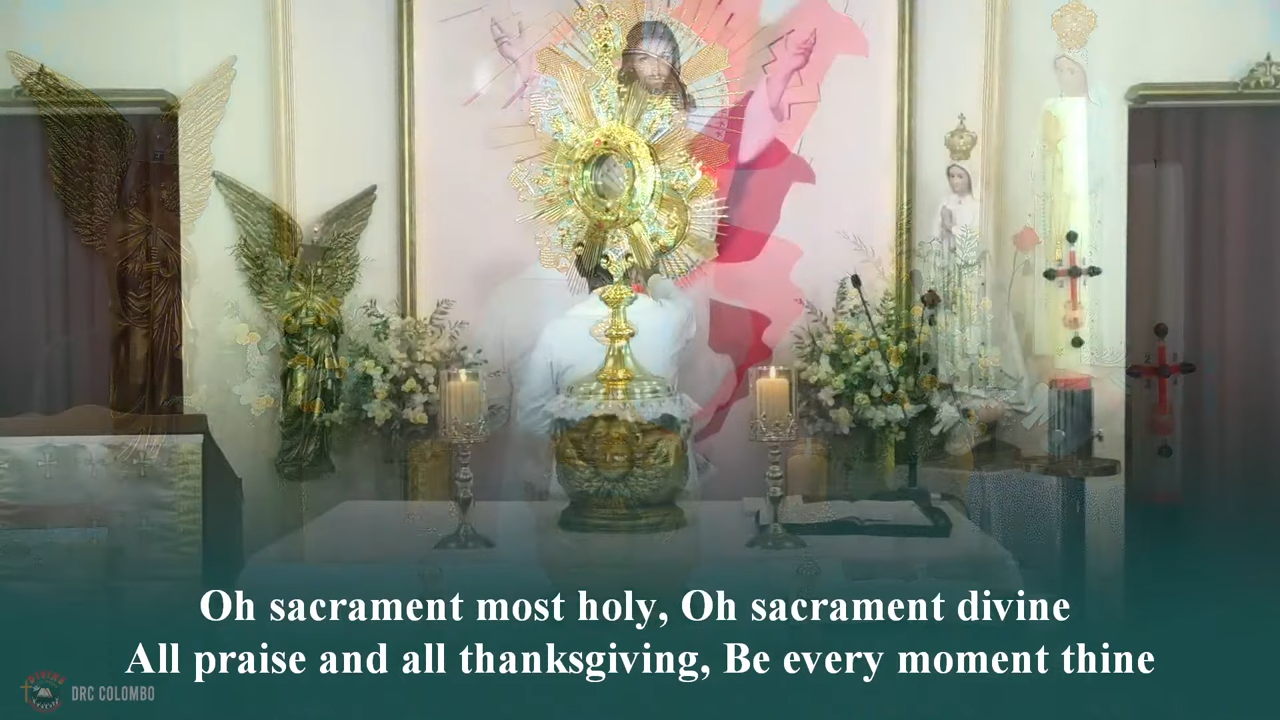 Oh sacrament most holy, Oh sacrament divine
All praise and all thanksgiving, Be every moment thine
DRC COLOMBO